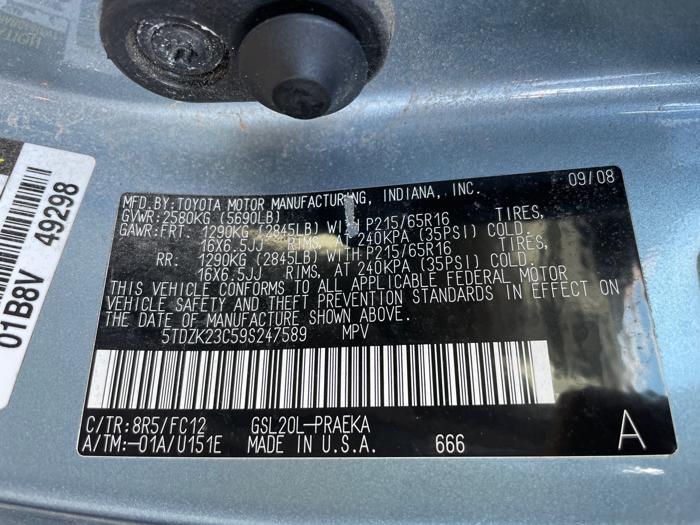 01B8V 49298
MFD.BY:TOYOTA MOTOR MANUFACTURING, INDIANA, INC. 09/08
GVWR:2580KG (5690LB)
GAWR:FRT: 1290KG (2845LB) WITH P215/65R16 TIRES,
16X6.5JJ RIMS, AT 240KPA (35PSI) COLD.
RR: 1290KG (2845LB) WITH P215/65R16 TIRES,
16X6.5JJ RIMS, AT 240KPA (35PSI) COLD.
THIS VEHICLE CONFORMS TO ALL APPLICABLE FEDERAL MOTOR
VEHICLE SAFETY AND THEFT PREVENTION STANDARDS IN EFFECT ON
THE DATE OF MANUFACTURE SHOWN ABOVE.
5TDZK23C59S247589 MPV
C/TR:8R5/FC12 GSL20L-PRAEKA
A/TM:-01A/U151E MADE IN U.S.A. 666 A